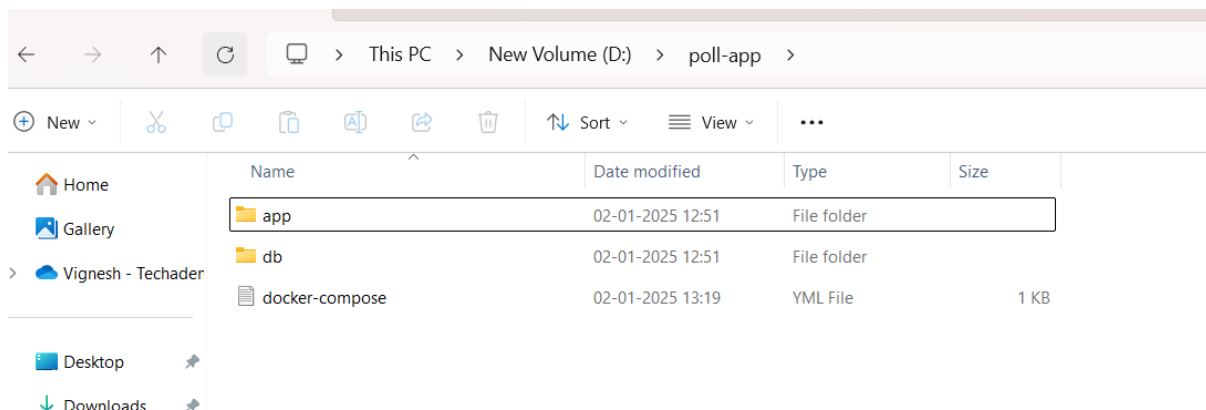 This PC > New Volume (D:) > poll-app >
New Sort View ...
Name Date modified Type Size
Home
app 02-01-2025 12:51 File folder
Gallery
db 02-01-2025 12:51 File folder
Vignesh - Techader
docker-compose 02-01-2025 13:19 YML File 1 KB
Desktop
Downloads